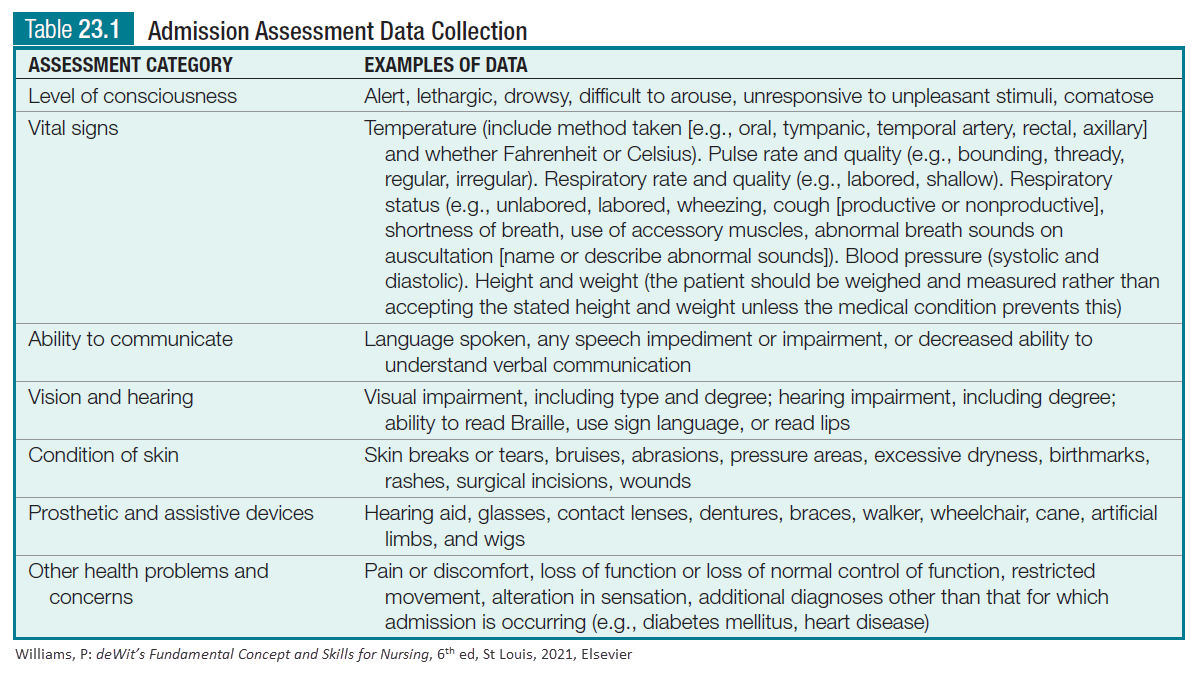 Table 23.1 Admission Assessment Data Collection
ASSESSMENT CATEGORY EXAMPLES OF DATA
Level of consciousness Alert, lethargic, drowsy, difficult to arouse, unresponsive to unpleasant stimuli, comatose
Vital signs Temperature (include method taken [e.g., oral, tympanic, temporal artery, rectal, axillary]
and whether Fahrenheit or Celsius). Pulse rate and quality (e.g., bounding, thready,
regular, irregular). Respiratory rate and quality (e.g., labored, shallow). Respiratory
status (e.g., unlabored, labored, wheezing, cough [productive or nonproductive],
shortness of breath, use of accessory muscles, abnormal breath sounds on
auscultation [name or describe abnormal sounds]). Blood pressure (systolic and
diastolic). Height and weight (the patient should be weighed and measured rather than
accepting the stated height and weight unless the medical condition prevents this)
Ability to communicate Language spoken, any speech impediment or impairment, or decreased ability to
understand verbal communication
Vision and hearing Visual impairment, including type and degree; hearing impairment, including degree;
ability to read Braille, use sign language, or read lips
Condition of skin Skin breaks or tears, bruises, abrasions, pressure areas, excessive dryness, birthmarks,
rashes, surgical incisions, wounds
Prosthetic and assistive devices Hearing aid, glasses, contact lenses, dentures, braces, walker, wheelchair, cane, artificial
limbs, and wigs
Other health problems and Pain or discomfort, loss of function or loss of normal control of function, restricted
concerns movement, alteration in sensation, additional diagnoses other than that for which
admission is occurring (e.g., diabetes mellitus, heart disease)
Williams, P: deWit's Fundamental Concept and Skills for Nursing, 6th ed, St Louis, 2021, Elsevier